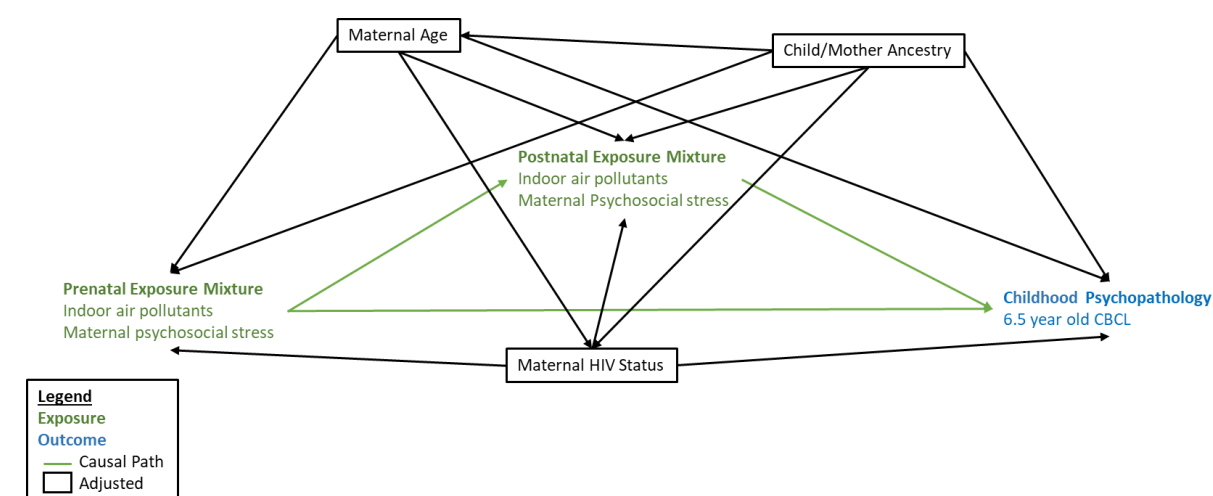 Maternal Age
Child/Mother Ancestry
Postnatal Exposure Mixture
Indoor air pollutants
Maternal Psychosocial stress
Prenatal Exposure Mixture
Indoor air pollutants
Maternal psychosocial stress
Childhood Psychopathology
6.5 year old CBCL
Maternal HIV Status
Legend
Exposure
Outcome
Causal Path
Adjusted